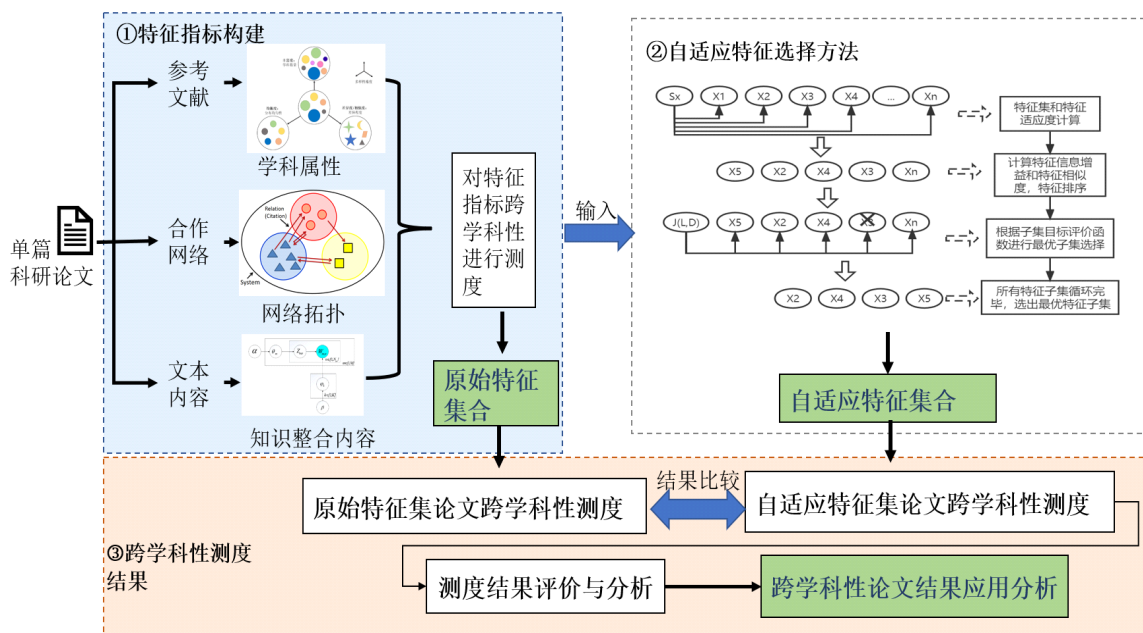 ①特征指标构建
单篇
科研论文
参考
文献
学科属性
合作
网络
Relation
(Citation)
System
网络拓扑
文本
内容
知识整合内容
对特征
指标跨
学科性
进行测
度
原始特征
集合
输入
②自适应特征选择方法
Sx X1 X2 X3 X4 ... Xn
特征集和特征
适应度计算
X5 X2 X4 X3 Xn
计算特征信息增
益和特征相似
度，特征排序
J(L,D) X5 X2 X4 X3 Xn
根据子集目标评价函
数进行最优子集选择
X2 X4 X3 X5
所有特征子集循环完
毕，选出最优特征子集
自适应特征集合
③跨学科性测度
结果
原始特征集论文跨学科性测度
结果比较
自适应特征集论文跨学科性测度
测度结果评价与分析
跨学科性论文结果应用分析